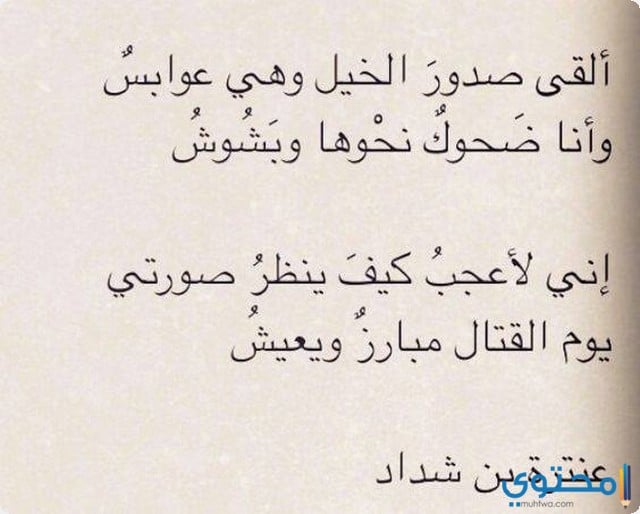 ألقى صدورَ الخيل وهي عوابسٌ
وأنا ضَحوكٌ نحْوها وبَشُوشُ
إني لأعجبُ كيفَ ينظرُ صورتي
يوم القتال مبارزٌ ويعيشُ
عنترة بن شداد
محتوى
muhtwa.com